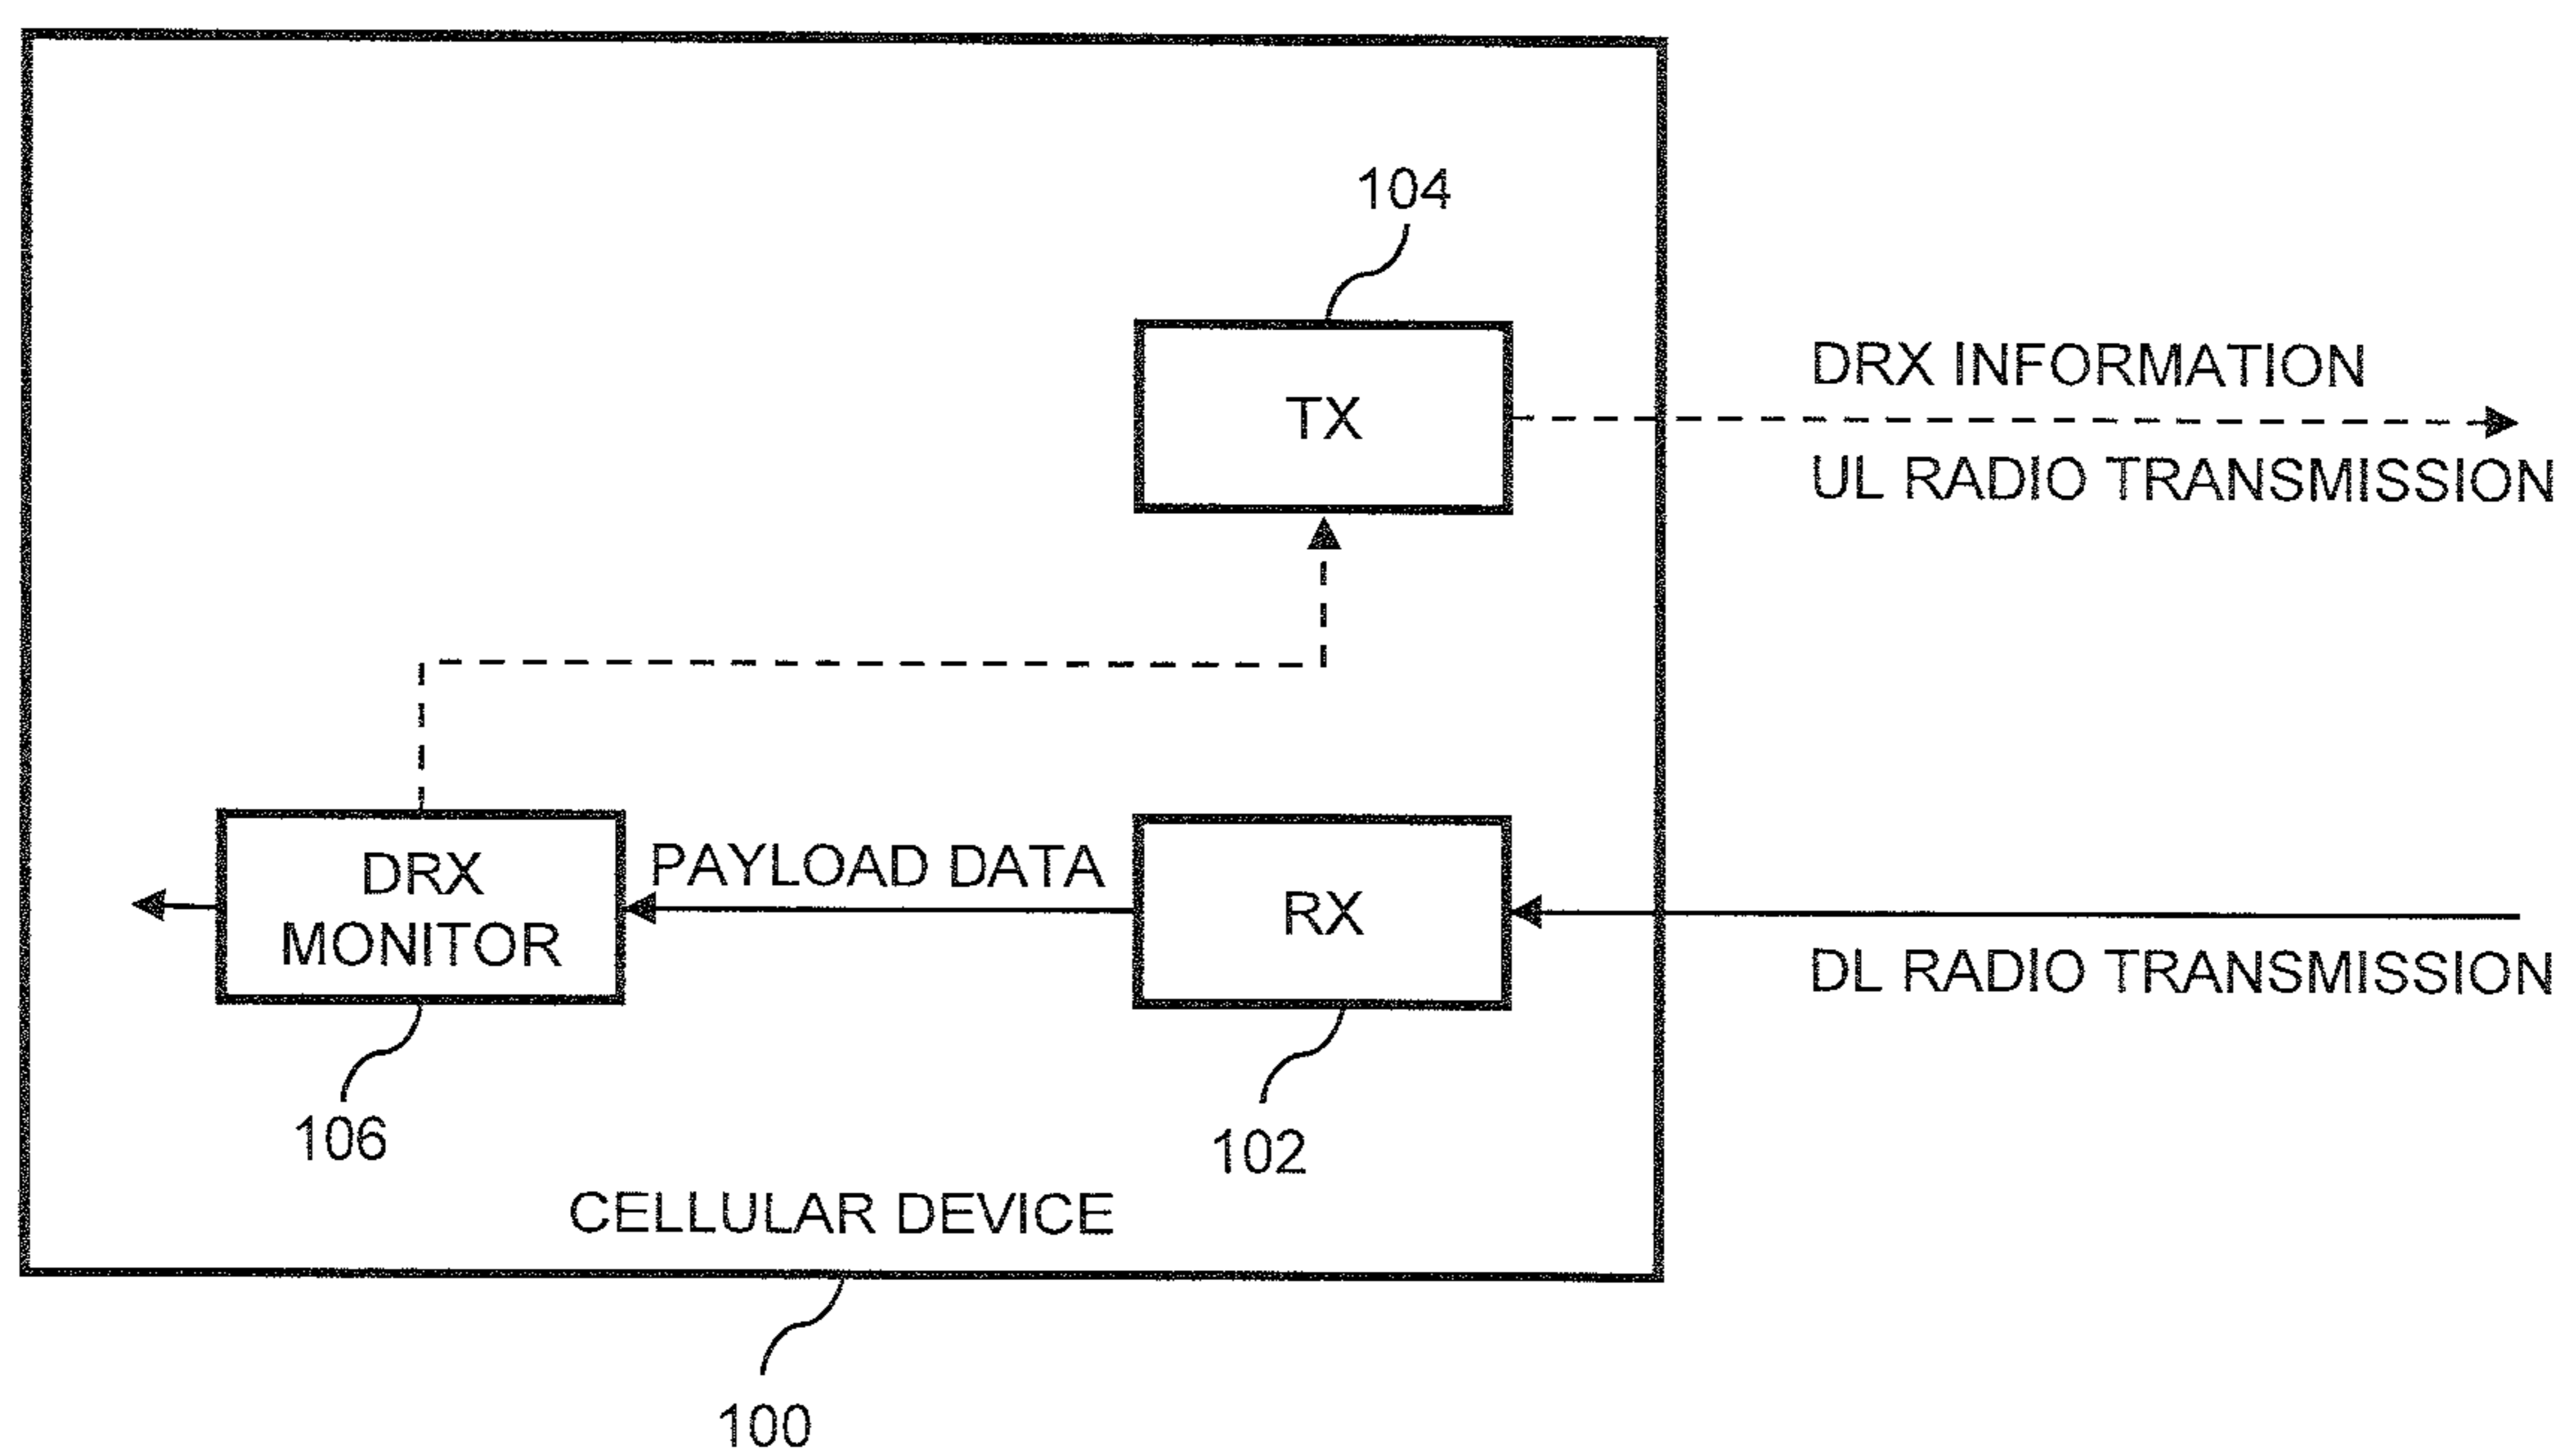 104
TX
DRX INFORMATION
UL RADIO TRANSMISSION
DRX
MONITOR
PAYLOAD DATA
RX
DL RADIO TRANSMISSION
106
102
CELLULAR DEVICE
100